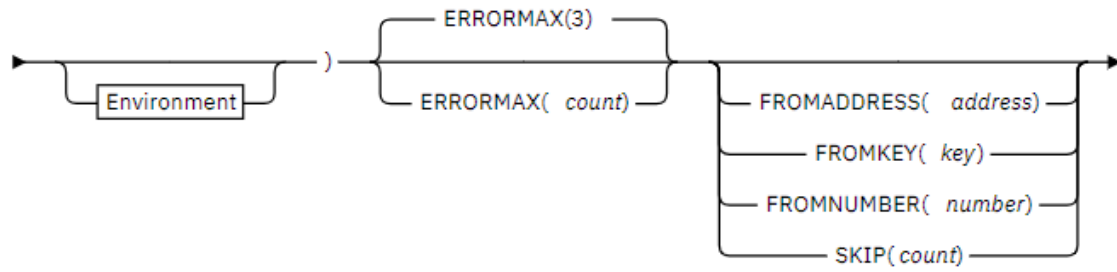 ERRORMAX(3)
)
Environment
ERRORMAX( count)
FROMADDRESS( address)
FROMKEY( key)
FROMNUMBER( number)
SKIP(count)